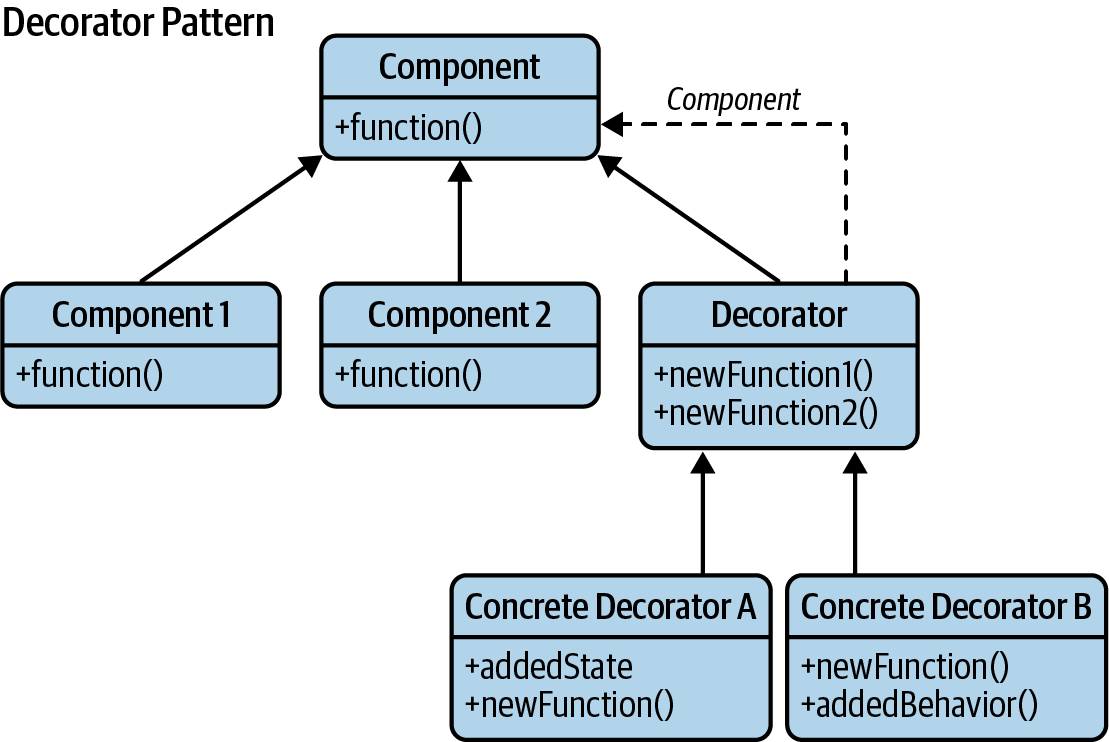 Decorator Pattern
Component
+function()
Component
Component 1
+function()
Component 2
+function()
Decorator
+newFunction1()
+newFunction2()
Concrete Decorator A
+addedState
+newFunction()
Concrete Decorator B
+newFunction()
+addedBehavior()